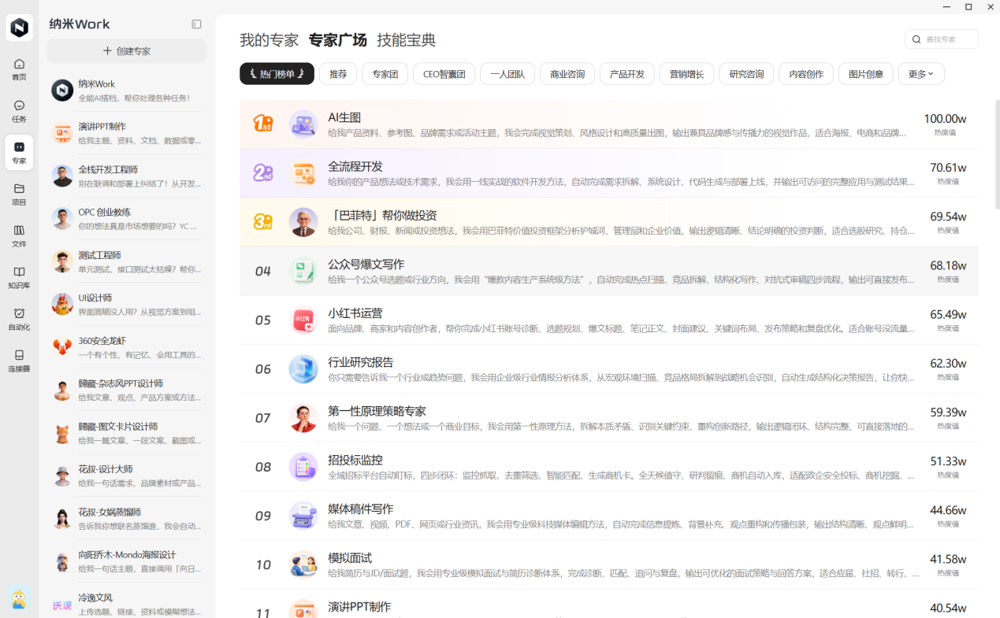 纳米Work
创建专家
首页
任务
专家
项目
文件
知识库
自动化
连接器
纳米Work
全能AI搭档，帮你处理各种任务！
演讲PPT制作
给我主题、资料、文档、数据或零...
全栈开发工程师
别在联调和部署上纠结了！从开发...
OPC 创业教练
你的想法真是市场想要的吗？YC ...
测试工程师
单元测试、接口测试太枯燥？帮你...
UI设计师
界面简陋没人用？从视觉方案到组...
360安全龙虾
一个有个性、有记忆、会用工具的...
歸藏-杂志风PPT设计师
给我文章、观点、产品方案或方法...
歸藏-图文卡片设计师
给我一篇文章、一段文案、截图或...
花叔-设计大师
给我一句话需求、品牌素材或产品...
花叔-女娲蒸馏师
告诉我你想联名蒸馏谁，我会自动...
向阳乔木-Mondo海报设计
给我一句话主题，直接调用「向日...
冷逸文风
上传选题、链接、资料或模糊想法...
我的专家 专家广场 技能宝典
查找专家
热门榜单 推荐 专家团 CEO智囊团 一人团队 商业咨询 产品开发 营销增长 研究咨询 内容创作 图片创意 更多
1st
AI生图
给我产品资料、参考图、品牌需求或活动主题，我会完成视觉策划、风格设计和高质量出图，输出兼具品牌感与传播力的视觉作品，适合海报、电商和品牌...
100.00w
热度值
2nd
全流程开发
给我你的产品想法或技术需求，我会用一线实战的软件开发方法，自动完成需求拆解、系统设计、代码生成与部署上线，并输出可访问的完整应用与测试结果...
70.61w
热度值
3rd
「巴菲特」帮你做投资
给我公司、财报、新闻或投资想法，我会用巴菲特价值投资框架分析护城河、管理层和企业价值，输出逻辑清晰、结论明确的投资判断，适合选股研究、持仓...
69.54w
热度值
04
公众号爆文写作
给我一个公众号选题或行业方向，我会用“爆款内容生产系统级方法”，自动完成热点扫描、竞品拆解、结构化写作、对抗式审稿四步流程，输出可直接发布...
68.18w
热度值
05
小红书运营
面向品牌、商家和内容创作者，帮你完成小红书账号诊断、选题规划、爆文标题、笔记正文、封面建议、关键词布局、发布策略和复盘优化。适合账号没流量...
65.49w
热度值
06
行业研究报告
你只需要告诉我一个行业或趋势问题，我会用企业级行业情报分析体系，从宏观环境扫描、竞品格局拆解到战略机会识别，自动生成结构化决策报告，让你快...
62.30w
热度值
07
第一性原理策略专家
给我一个问题、一个想法或一个商业目标，我会用第一性原理方法，拆解本质矛盾、识别关键约束、重构创新路径，输出逻辑闭环、结构完整、可直接落地的...
59.39w
热度值
08
招投标监控
全域招标平台自动盯标，四步闭环：监控抓取、去重筛选、智能匹配、生成商机卡。全天候值守、研判留痕、商机自动入库，适配政企安全投标、商机挖掘、...
51.33w
热度值
09
媒体稿件写作
给我文章、视频、PDF、网页或行业资讯，我会用专业级科技媒体编辑方法，自动完成信息提炼、背景补充、观点重构和传播包装，输出结构清晰、观点鲜明...
44.66w
热度值
10
模拟面试
给我简历与JD/面试题，我会用专业级模拟面试与简历诊断体系，完成诊断、匹配、追问与复盘，输出可优化的面试策略与回答方案，适合应届、社招、转行、...
41.58w
热度值
11
演讲PPT制作
40.54w